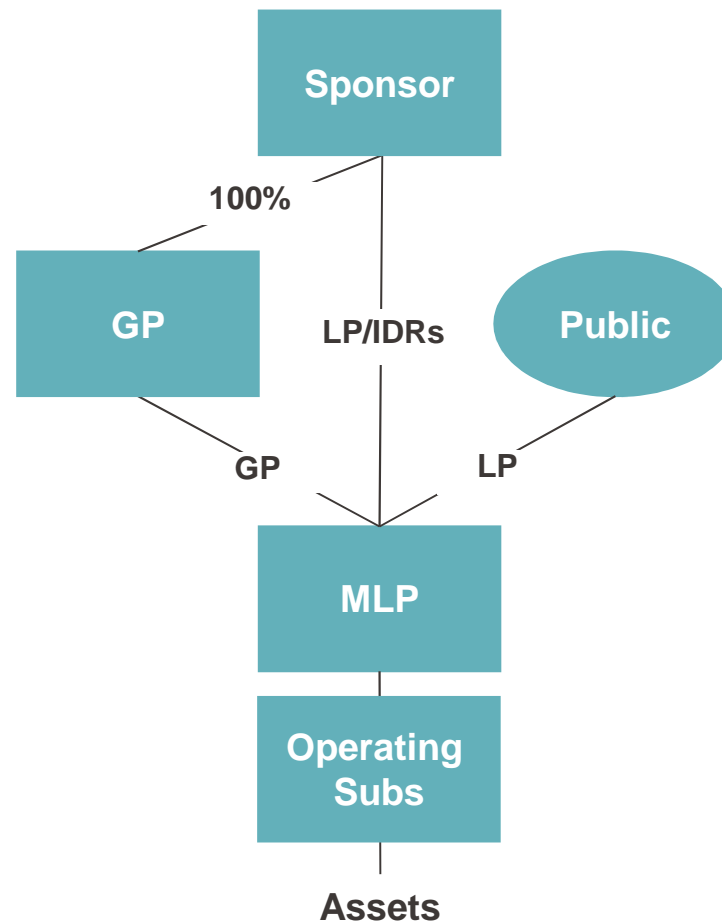 Sponsor
100%
GP
LP/IDRs
Public
GP
LP
MLP
Operating
Subs
Assets